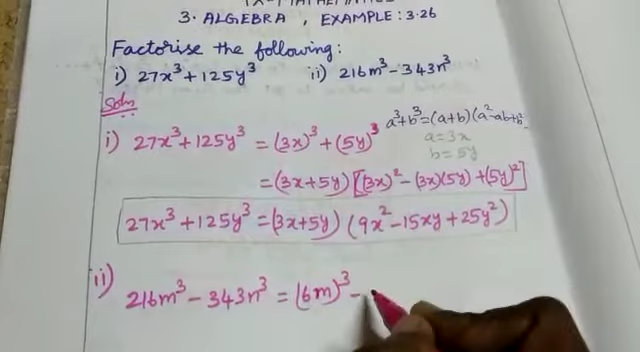 3. ALGEBRA, EXAMPLE: 3.26
Factorise the following:
i) 27x³ + 125y³ ii) 216m³ - 343n³
Soln
a³+b³=(a+b)(a²-ab+b²
a=3x
b=5y
i) 27x³ + 125y³ = (3x)³ + (5y)³
= (3x+5y) [(3x)² - (3x)(5y) + (5y)²]
27x³ + 125y³ = (3x+5y) (9x² - 15xy + 25y²)
ii)
216m³ - 343n³ = (6m)³ -